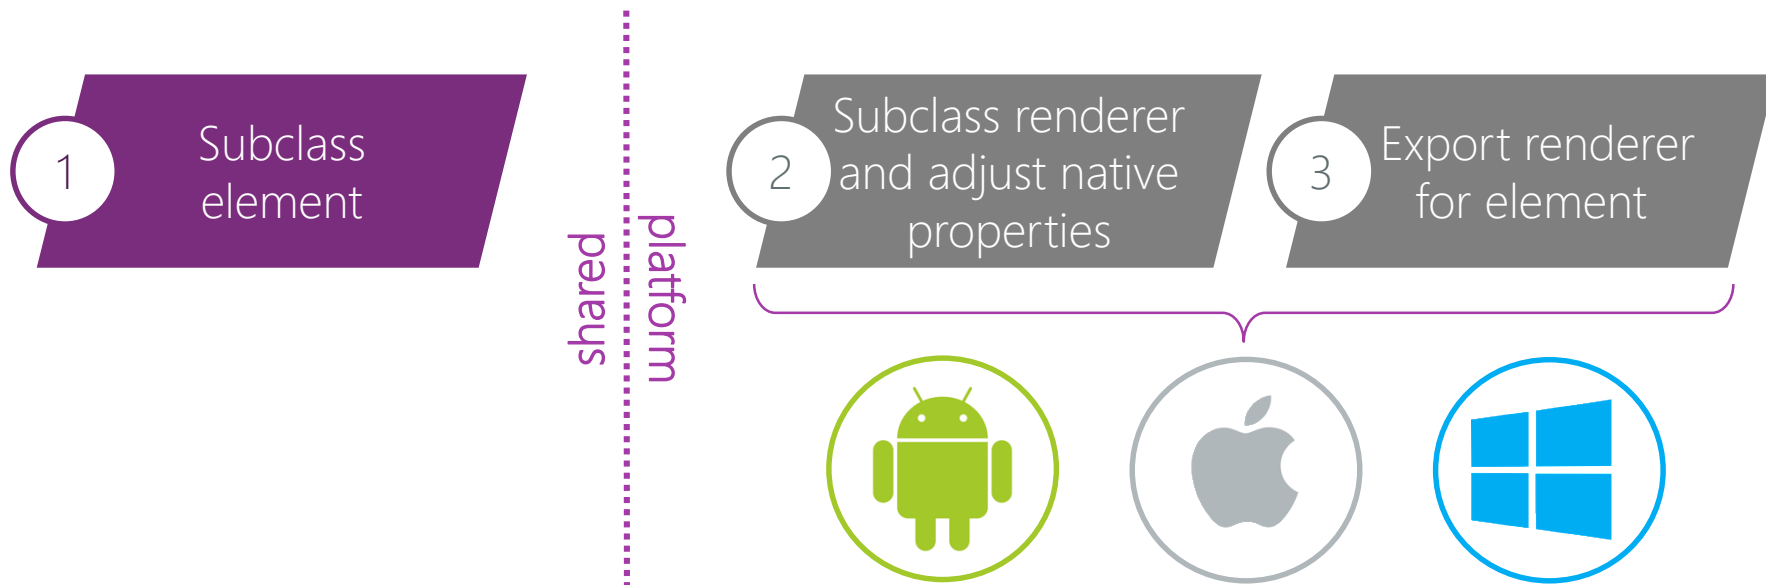 1
Subclass
element
shared
platform
2
Subclass renderer
and adjust native
properties
3
Export renderer
for element